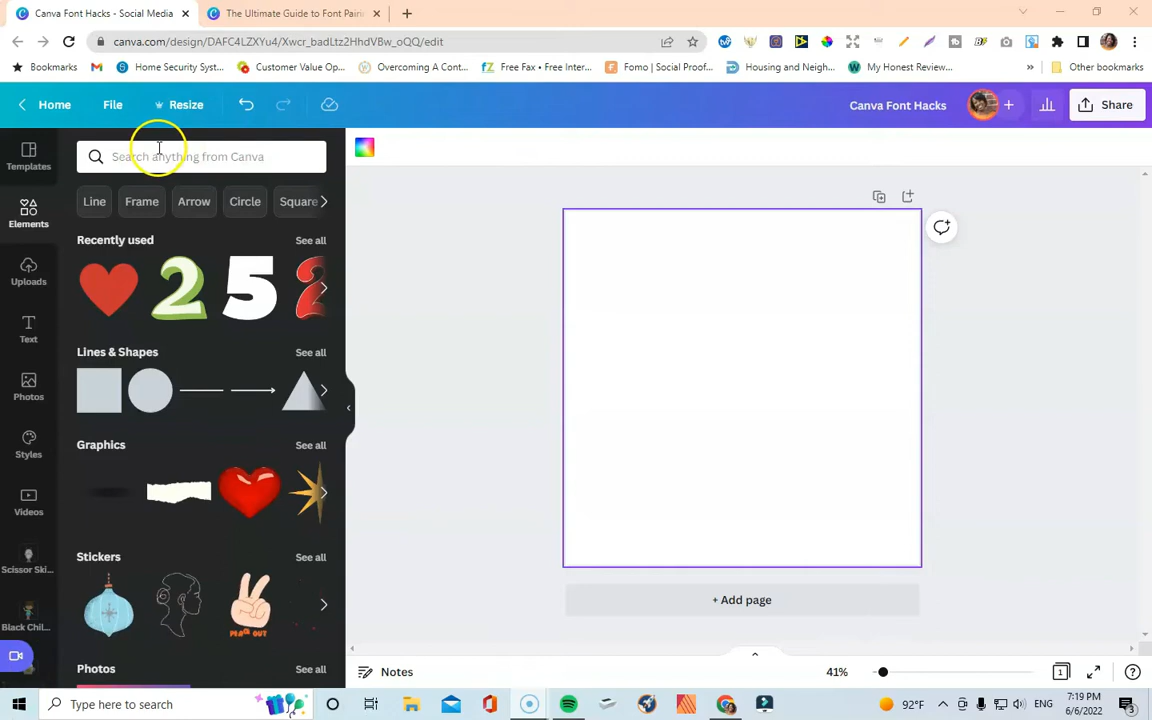 Canva Font Hacks - Social Media
The Ultimate Guide to Font Pairi
canva.com/design/DAFC4LZXYu4/Xwcr_badLtz2HhdVBw_oQQ/edit
Bookmarks
Home Security Syst...
Customer Value Op...
Overcoming A Cont...
Free Fax • Free Inter...
Fomo | Social Proof...
Housing and Neigh...
My Honest Review...
Other bookmarks
Home
File
Resize
Canva Font Hacks
Share
Templates
Search anything from Canva
Line
Frame
Arrow
Circle
Square
Elements
Recently used
See all
2
5
2
Uploads
Text
Lines & Shapes
See all
Photos
Graphics
See all
Styles
Videos
Stickers
See all
Scissor Ski...
PEACE OUT
Black Chil...
+ Add page
Photos
See all
Notes
41%
1
Type here to search
92°F
ENG
7:19 PM
6/6/2022
3